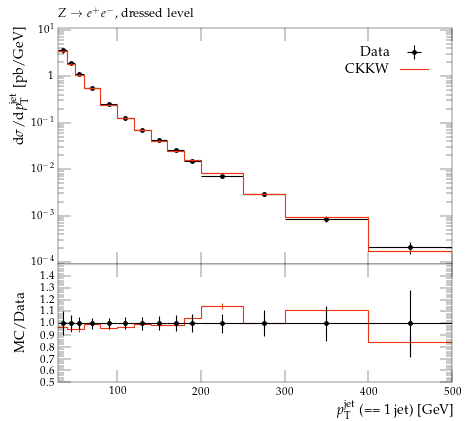 Z → e⁺e⁻, dressed level
dσ/dp_T^jet [pb/GeV]
10¹
1
10⁻¹
10⁻²
10⁻³
10⁻⁴
Data
CKKW
MC/Data
1.4
1.3
1.2
1.1
1.0
0.9
0.8
0.7
0.6
0.5
100 200 300 400 500
p_T^jet (== 1 jet) [GeV]